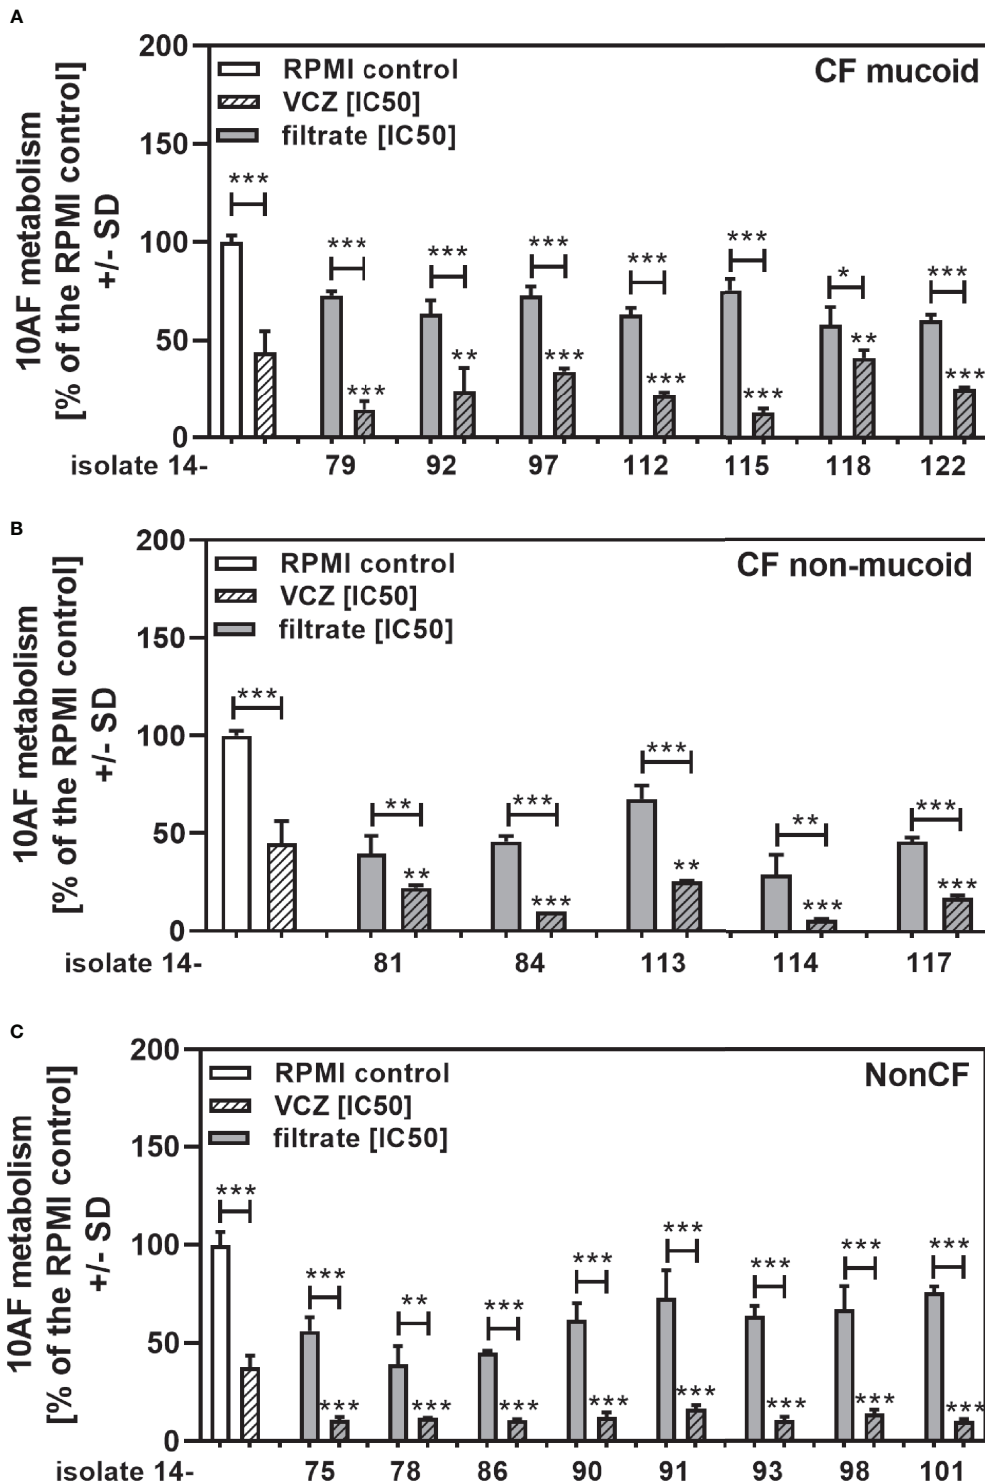 A
200
150
100
50
0
10AF metabolism
[% of the RPMI control]
+/- SD
RPMI control
VCZ [IC50]
filtrate [IC50]
CF mucoid
***
***
***
***
***
***
*
***
***
**
***
***
***
**
***
isolate 14-
79
92
97
112
115
118
122
B
200
150
100
50
0
10AF metabolism
[% of the RPMI control]
+/- SD
RPMI control
VCZ [IC50]
filtrate [IC50]
CF non-mucoid
***
**
***
***
**
***
**
***
**
***
***
isolate 14-
81
84
113
114
117
C
200
150
100
50
0
10AF metabolism
[% of the RPMI control]
+/- SD
RPMI control
VCZ [IC50]
filtrate [IC50]
NonCF
***
***
**
***
***
***
***
***
***
***
***
***
***
***
***
***
***
isolate 14-
75
78
86
90
91
93
98
101